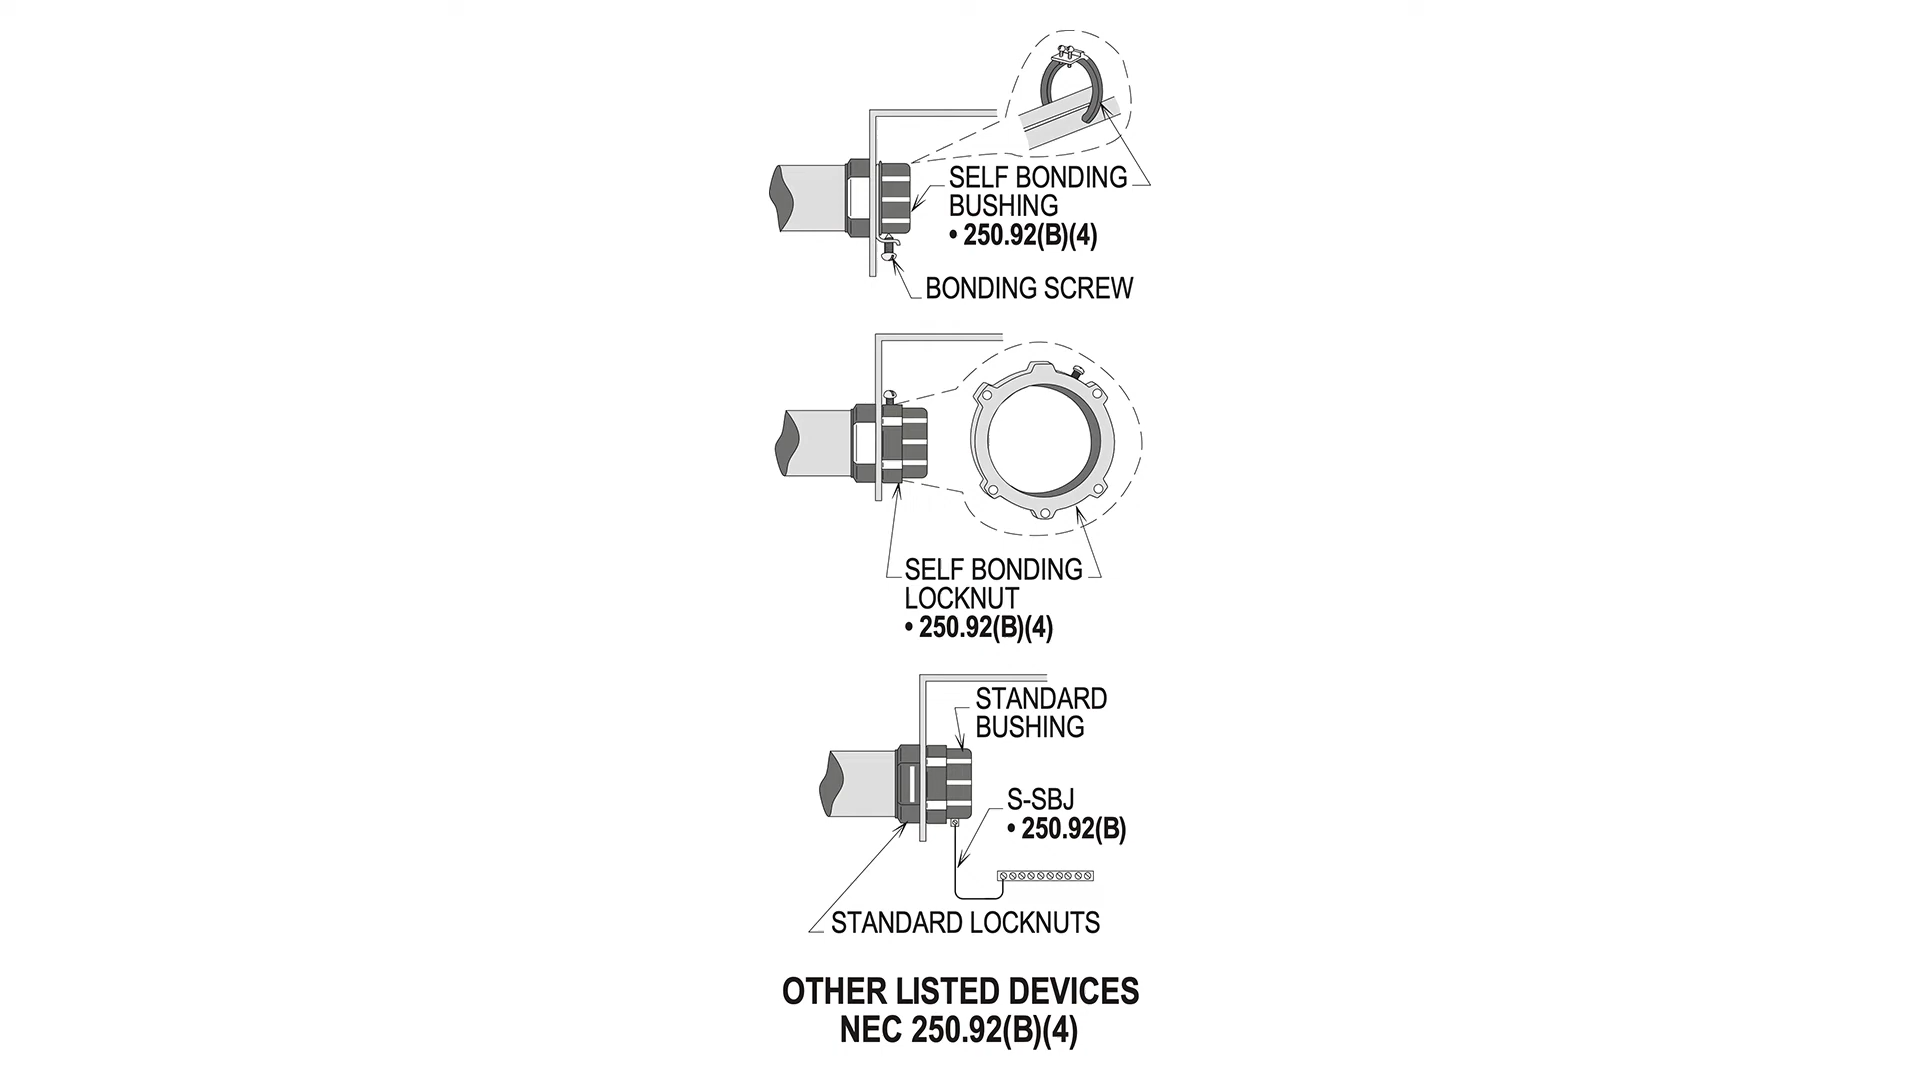 SELF BONDING
BUSHING
• 250.92(B)(4)
BONDING SCREW
SELF BONDING
LOCKNUT
• 250.92(B)(4)
STANDARD
BUSHING
S-SBJ
• 250.92(B)
STANDARD LOCKNUTS
OTHER LISTED DEVICES
NEC 250.92(B)(4)